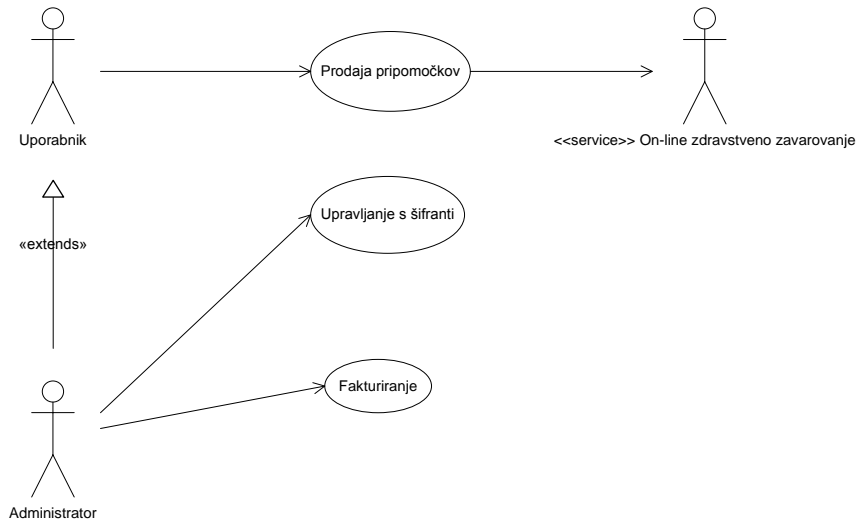 Prodaja pripomočkov
Uporabnik
<<service>> On-line zdravstveno zavarovanje
Upravljanje s šifranti
«extends»
Fakturiranje
Administrator